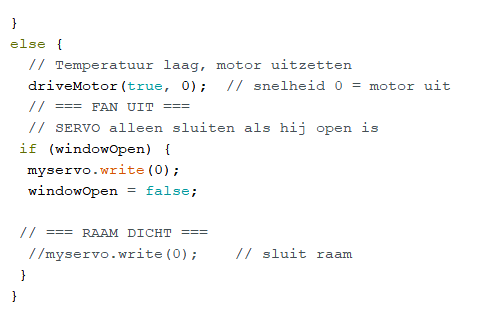 }
else {
  // Temperatuur laag, motor uitzetten
  driveMotor(true, 0);  // snelheid 0 = motor uit
  // === FAN UIT ===
  // SERVO alleen sluiten als hij open is
 if (windowOpen) {
  myservo.write(0);
  windowOpen = false;

 // === RAAM DICHT ===
  //myservo.write(0);    // sluit raam
 }
}